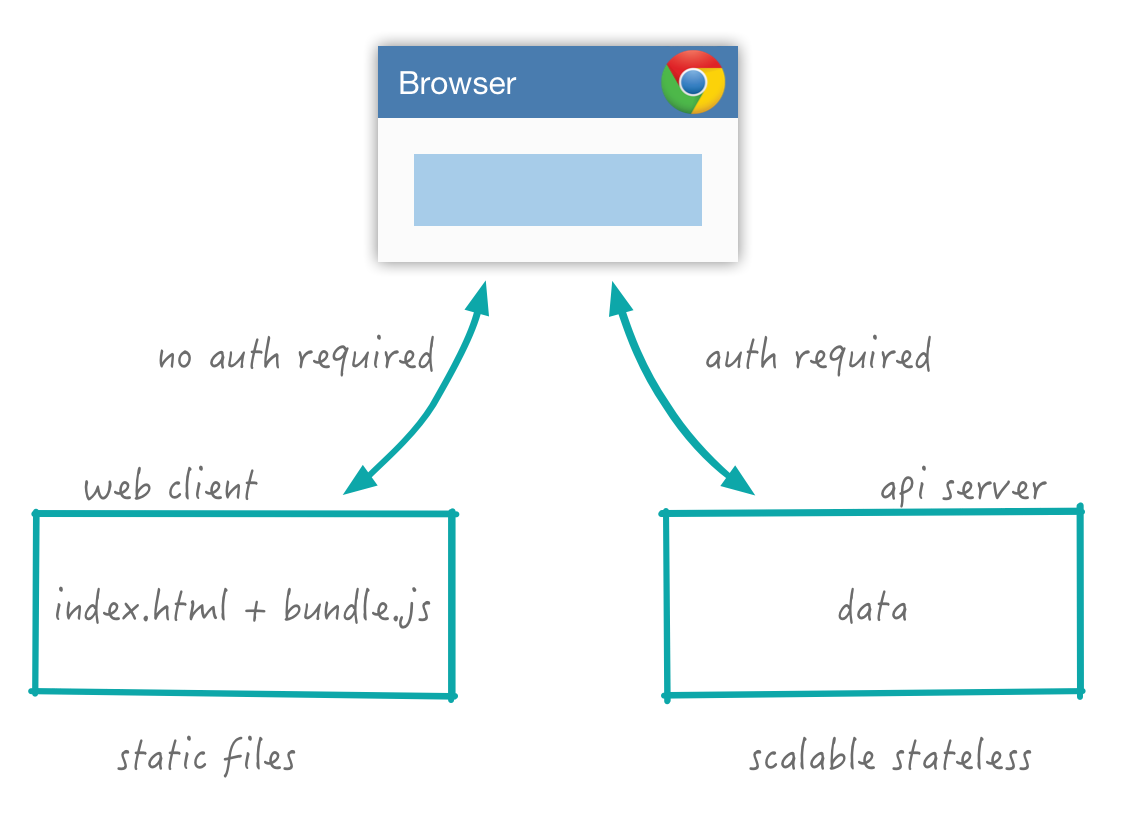 Browser
no auth required
auth required
web client
api server
index.html + bundle.js
data
static files
scalable stateless